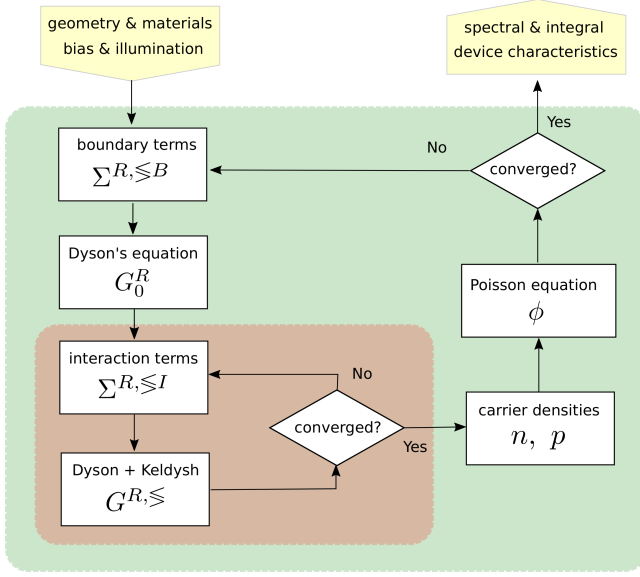 geometry & materials
bias & illumination
spectral & integral
device characteristics
boundary terms
Σ^{R,≶B}
No
Yes
converged?
Dyson's equation
G_0^R
Poisson equation
ϕ
interaction terms
Σ^{R,≶I}
No
converged?
Yes
carrier densities
n, p
Dyson + Keldysh
G^{R,≶}